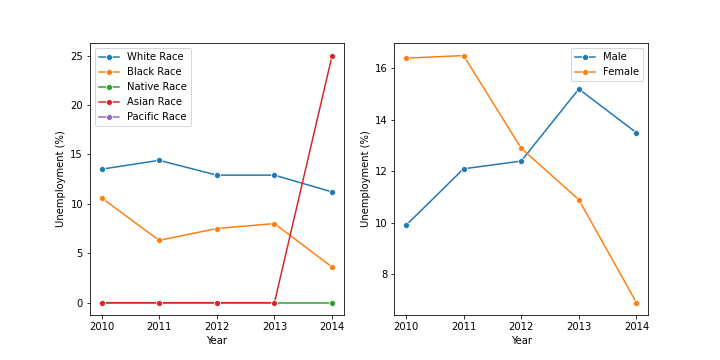 White Race
Black Race
Native Race
Asian Race
Pacific Race
25
20
15
10
5
0
Unemployment (%)
2010 2011 2012 2013 2014
Year
Male
Female
16
14
12
10
8
Unemployment (%)
2010 2011 2012 2013 2014
Year